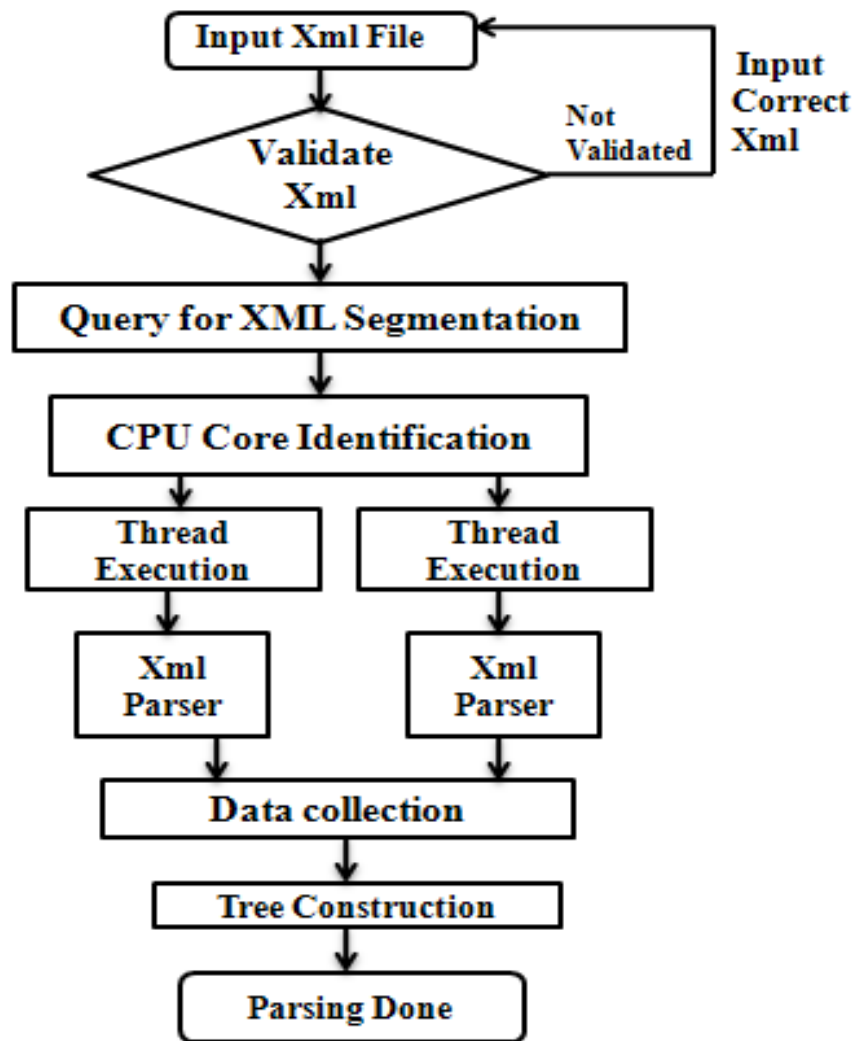 Input Xml File
Input
Correct
Xml
Not
Validated
Validate
Xml
Query for XML Segmentation
CPU Core Identification
Thread
Execution
Thread
Execution
Xml
Parser
Xml
Parser
Data collection
Tree Construction
Parsing Done